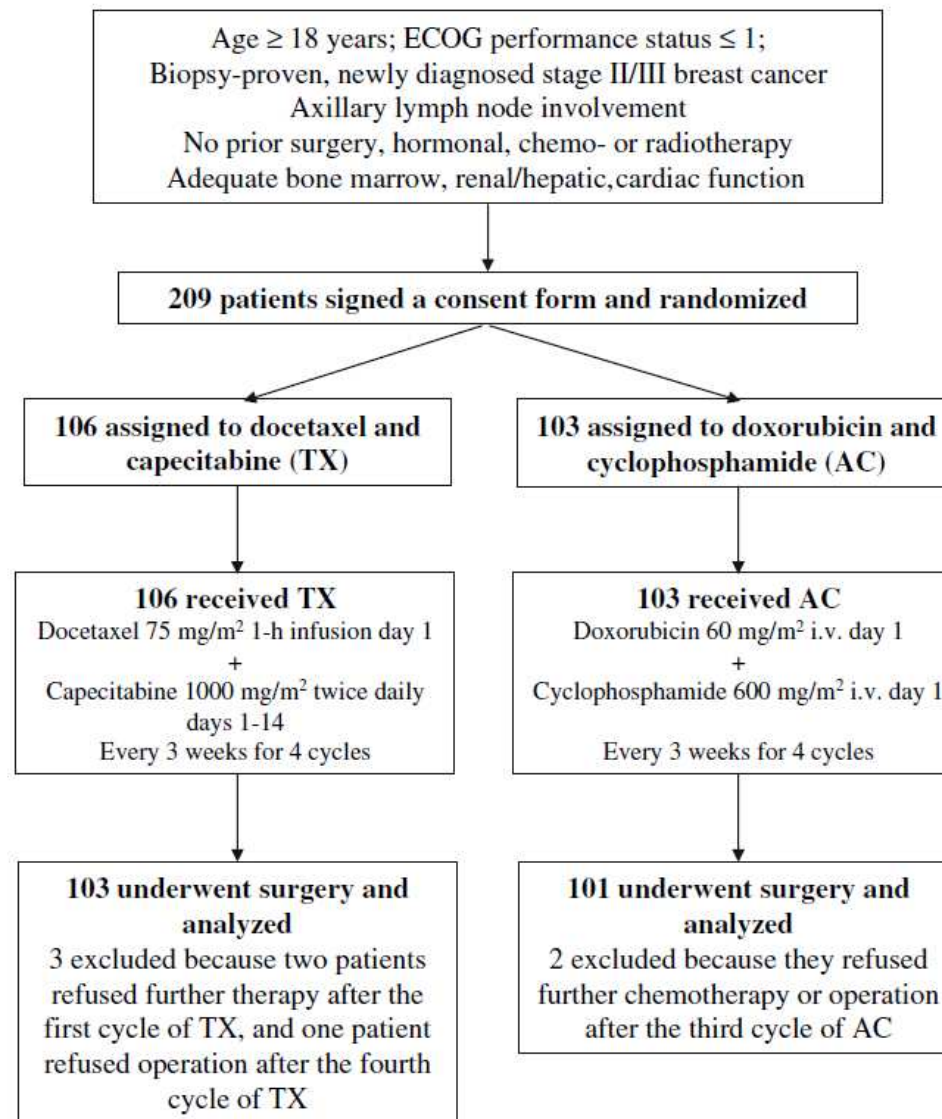 Age ≥ 18 years; ECOG performance status ≤ 1;
Biopsy-proven, newly diagnosed stage II/III breast cancer
Axillary lymph node involvement
No prior surgery, hormonal, chemo- or radiotherapy
Adequate bone marrow, renal/hepatic,cardiac function
209 patients signed a consent form and randomized
106 assigned to docetaxel and
capecitabine (TX)
103 assigned to doxorubicin and
cyclophosphamide (AC)
106 received TX
Docetaxel 75 mg/m² 1-h infusion day 1
+
Capecitabine 1000 mg/m² twice daily
days 1-14
Every 3 weeks for 4 cycles
103 received AC
Doxorubicin 60 mg/m² i.v. day 1
+
Cyclophosphamide 600 mg/m² i.v. day 1
Every 3 weeks for 4 cycles
103 underwent surgery and
analyzed
3 excluded because two patients
refused further therapy after the
first cycle of TX, and one patient
refused operation after the fourth
cycle of TX
101 underwent surgery and
analyzed
2 excluded because they refused
further chemotherapy or operation
after the third cycle of AC